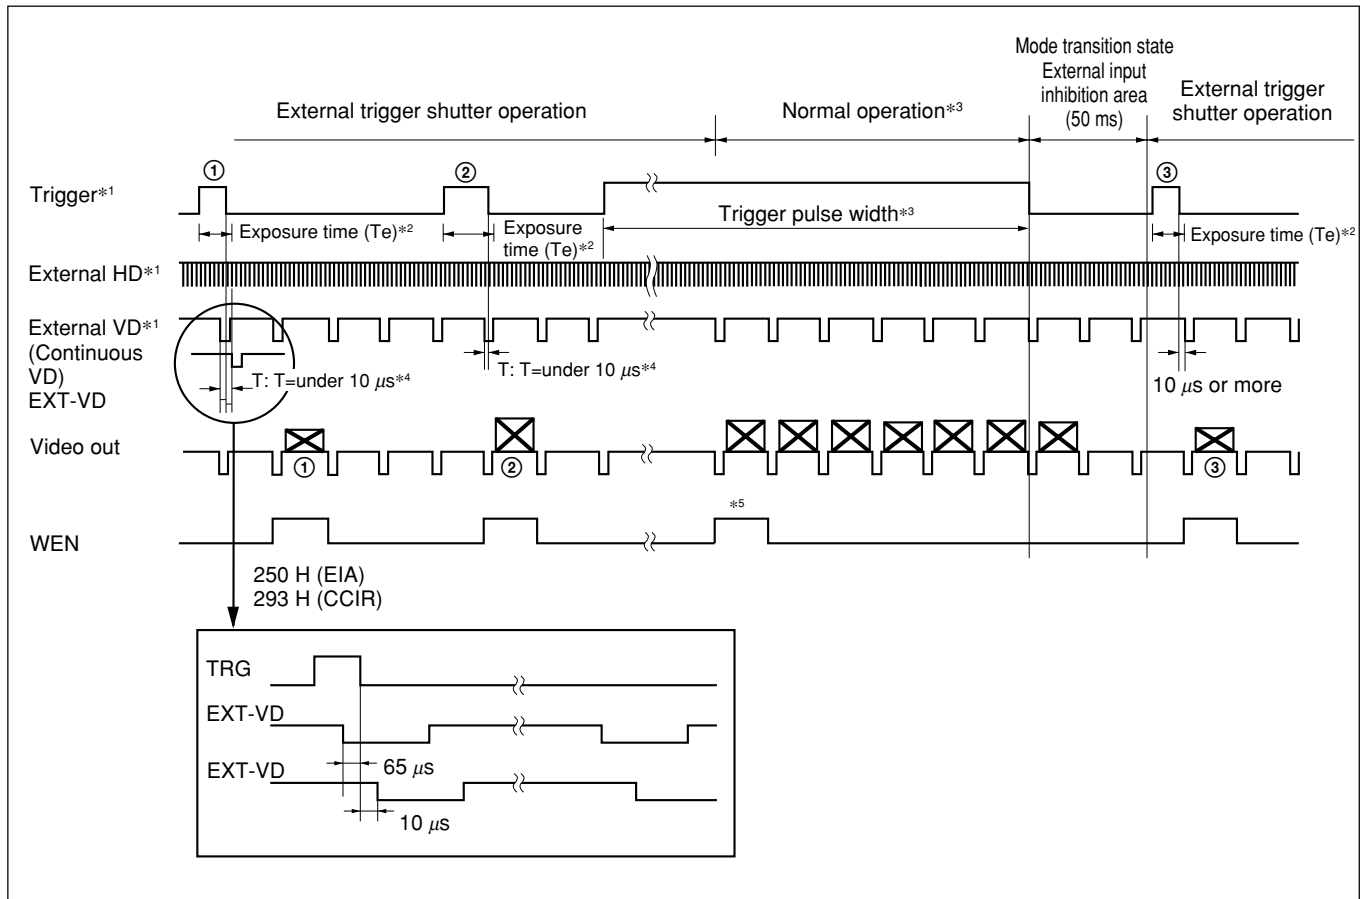 Mode transition state
External input
inhibition area
(50 ms)
External trigger shutter operation
Normal operation*3
External trigger
shutter operation
① ② ③
Trigger*1
Exposure time (Te)*2
Exposure
time (Te)*2
Trigger pulse width*3
Exposure time (Te)*2
External HD*1
External VD*1
(Continuous
VD)
EXT-VD
T: T=under 10 μs*4
T: T=under 10 μs*4
10 μs or more
Video out
① ② ③
*5
WEN
250 H (EIA)
293 H (CCIR)
TRG
EXT-VD
65 μs
EXT-VD
10 μs